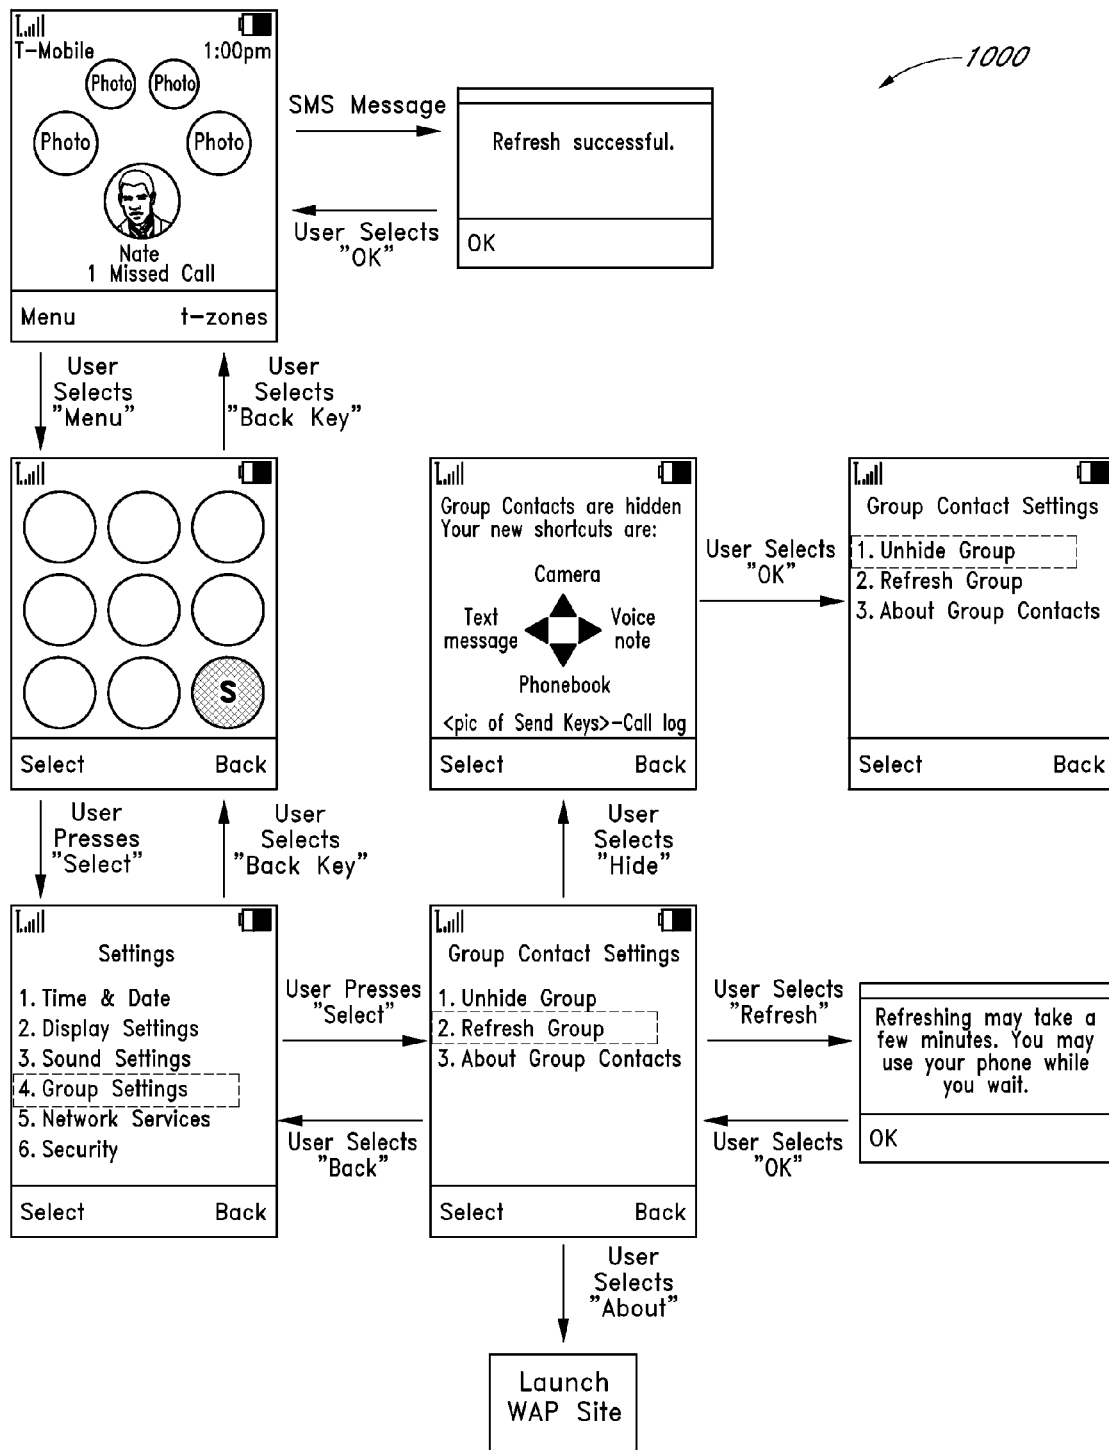 T-Mobile 1:00pm
Photo Photo
Photo Photo
Nate
1 Missed Call
Menu t-zones
1000
SMS Message
Refresh successful.
OK
User Selects
"OK"
User
Selects
"Menu"
User
Selects
"Back Key"
S
Select Back
Group Contacts are hidden
Your new shortcuts are:
Camera
Text
message
Voice
note
Phonebook
<pic of Send Keys>-Call log
Select Back
User Selects
"OK"
Group Contact Settings
1. Unhide Group
2. Refresh Group
3. About Group Contacts
Select Back
User
Presses
"Select"
User
Selects
"Back Key"
User
Selects
"Hide"
Settings
1. Time & Date
2. Display Settings
3. Sound Settings
4. Group Settings
5. Network Services
6. Security
Select Back
User Presses
"Select"
User Selects
"Back"
Group Contact Settings
1. Unhide Group
2. Refresh Group
3. About Group Contacts
Select Back
User Selects
"Refresh"
User Selects
"OK"
Refreshing may take a
few minutes. You may
use your phone while
you wait.
OK
User
Selects
"About"
Launch
WAP Site